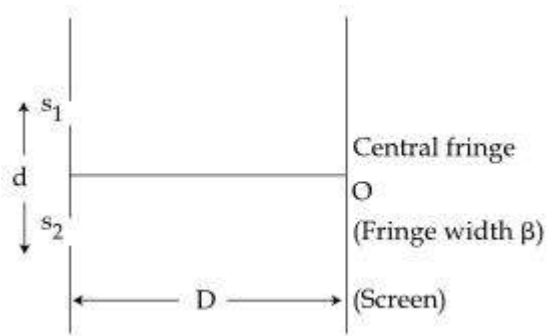 s₁
Central fringe
d
O
s₂
(Fringe width β)
D
(Screen)